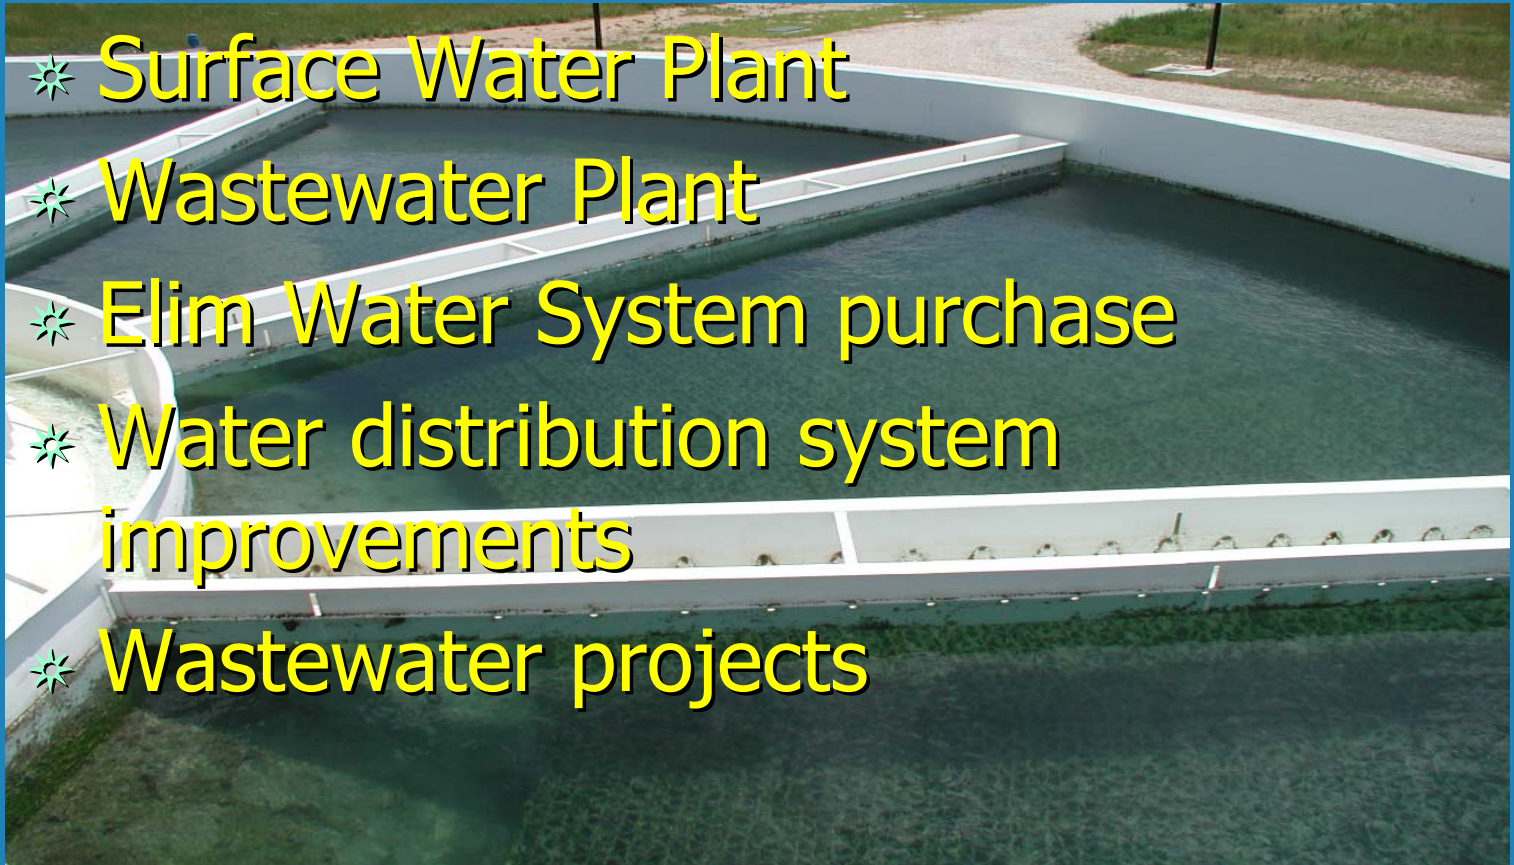 Surface Water Plant
Wastewater Plant
Elim Water System purchase
Water distribution system
improvements
Wastewater projects